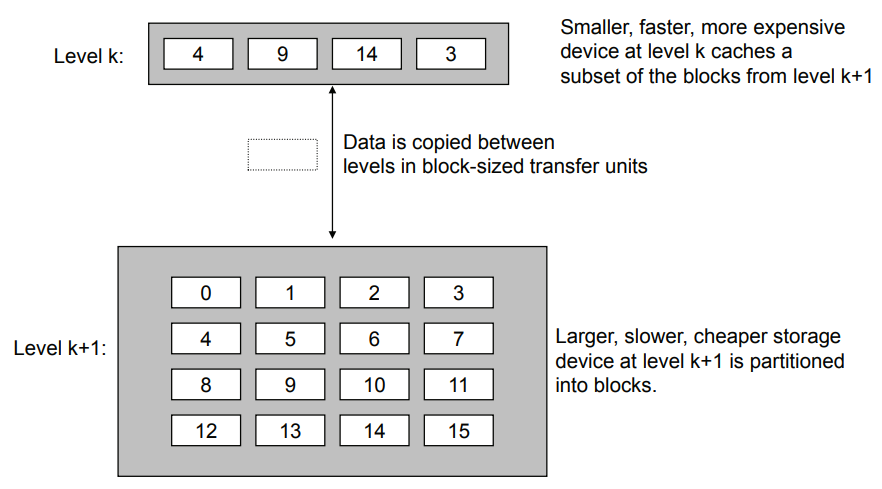 Level k:
4 9 14 3
Smaller, faster, more expensive
device at level k caches a
subset of the blocks from level k+1
Data is copied between
levels in block-sized transfer units
Level k+1:
0 1 2 3
4 5 6 7
8 9 10 11
12 13 14 15
Larger, slower, cheaper storage
device at level k+1 is partitioned
into blocks.